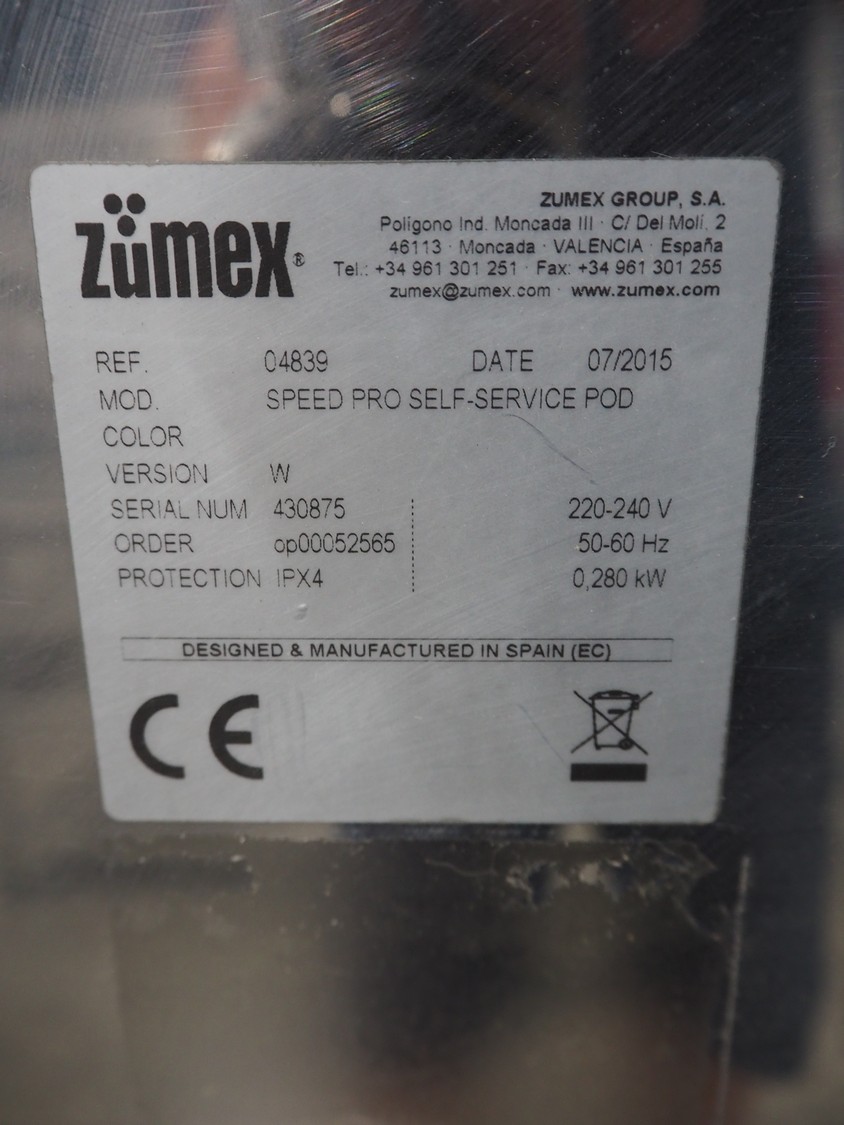 zümex®
ZUMEX GROUP, S.A.
Polígono Ind. Moncada III · C/ Del Molí, 2
46113 · Moncada · VALENCIA · España
Tel.: +34 961 301 251 · Fax: +34 961 301 255
zumex@zumex.com · www.zumex.com
REF. 04839 DATE 07/2015
MOD. SPEED PRO SELF-SERVICE POD
COLOR
VERSION W
SERIAL NUM 430875 220-240 V
ORDER op00052565 50-60 Hz
PROTECTION IPX4 0,280 kW
DESIGNED & MANUFACTURED IN SPAIN (EC)
CE